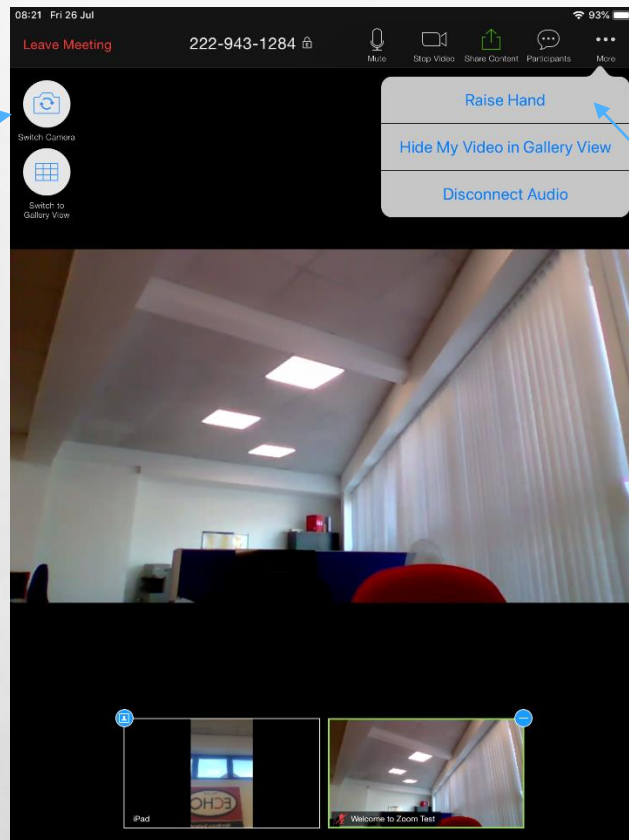 08:21 Fri 26 Jul
93%
Leave Meeting
222-943-1284
Mute
Stop Video
Share Content
Participants
More
Switch Camera
Switch to
Gallery View
Raise Hand
Hide My Video in Gallery View
Disconnect Audio
ECHO
iPad
Welcome to Zoom Test